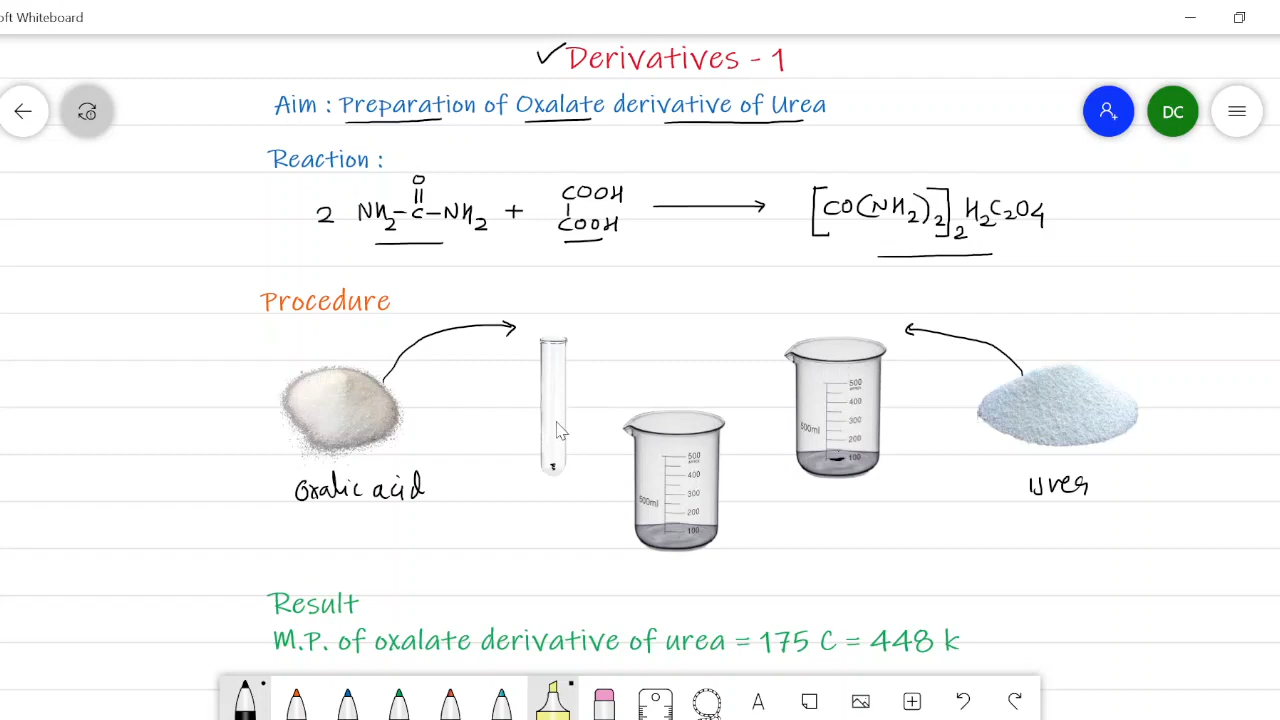 oft Whiteboard
✓Derivatives - 1
Aim : Preparation of Oxalate derivative of Urea
DC
Reaction :
2 NH2-C-NH2 + COOH COOH ⟶ [CO(NH2)2]2 H2C2O4
O
Procedure
500
400
300
200
100
500ml
500
400
300
200
100
500ml
Oxalic acid
urea
Result
M.P. of oxalate derivative of urea = 175 C = 448 k
A